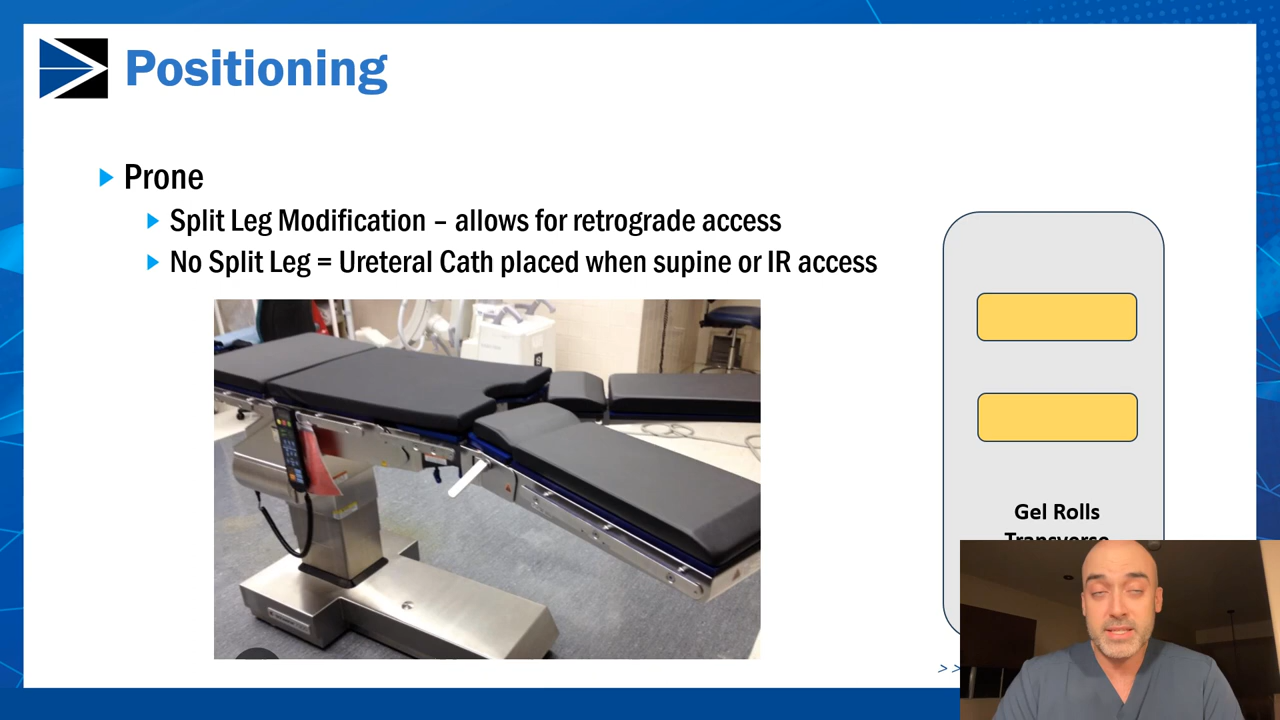 Positioning
Prone
Split Leg Modification – allows for retrograde access
No Split Leg = Ureteral Cath placed when supine or IR access
Gel Rolls
Transverse
>>